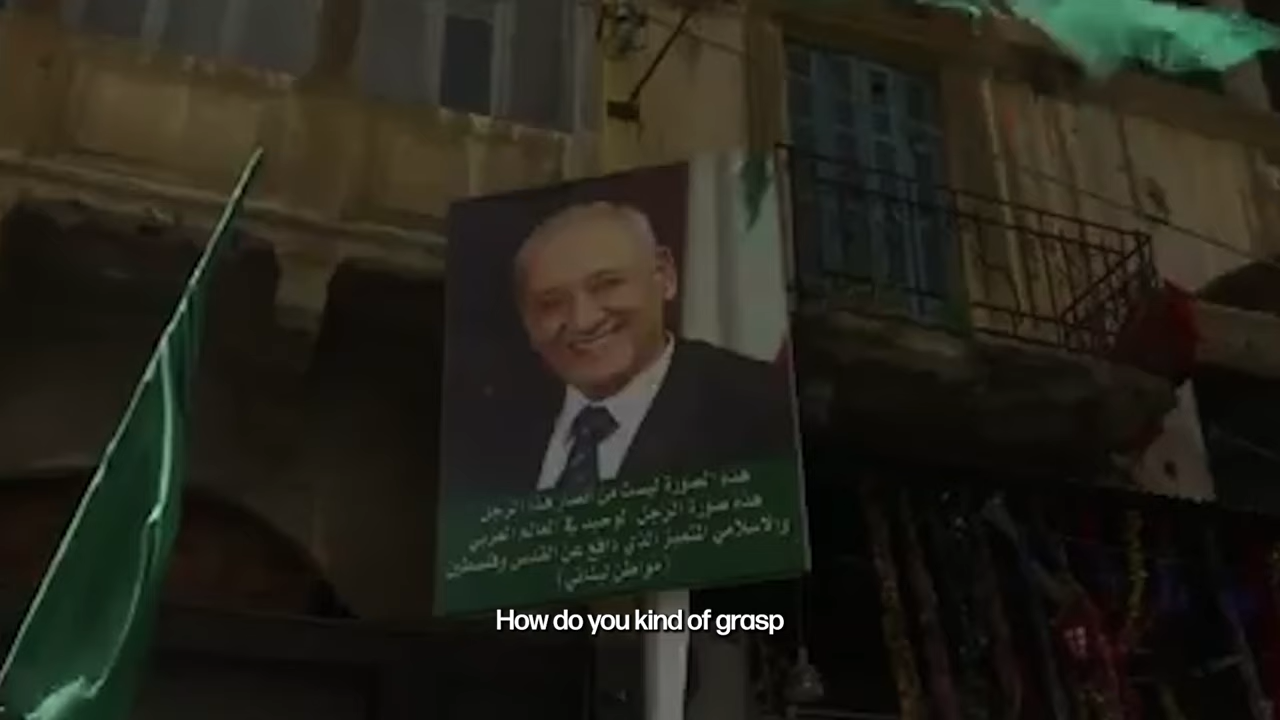 هذه الصورة ليست من أنصار هذا الرجل
هذه صورة الرجل الوحيد في العالم العربي
والاسلامي المتميز الذي دافع عن القدس وفلسطين
(مواطن لبناني)
How do you kind of grasp